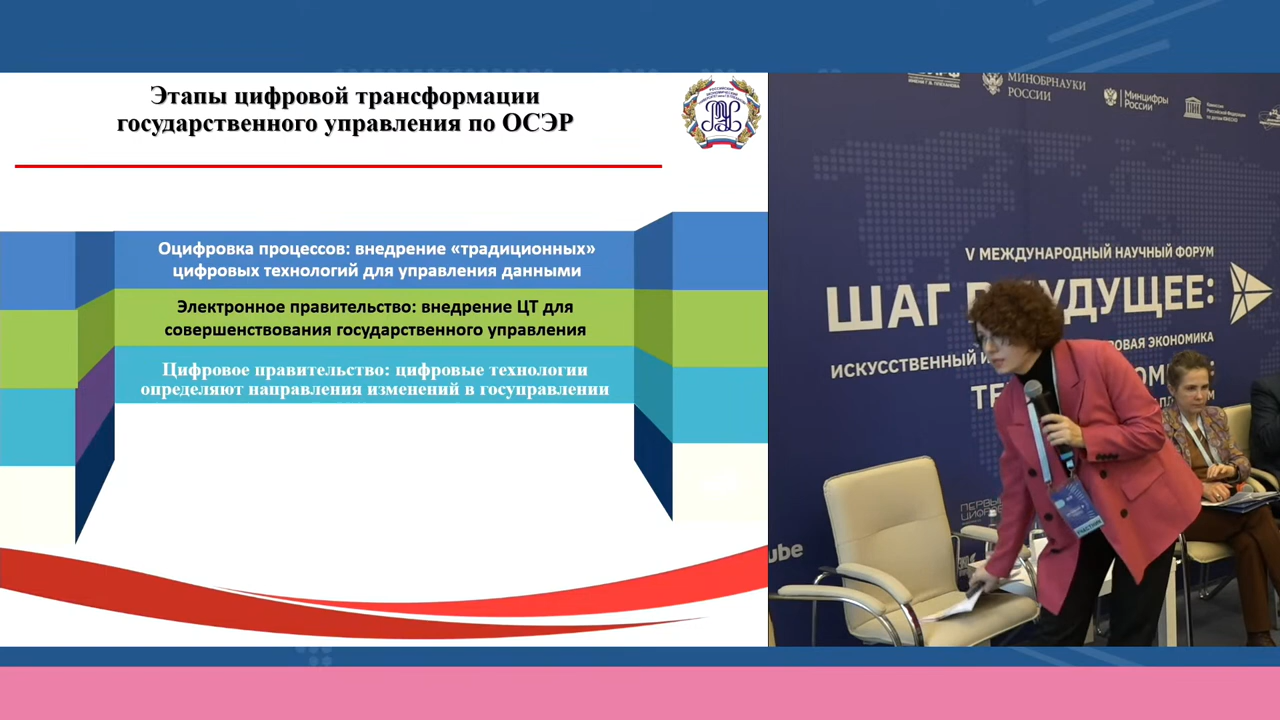 Этапы цифровой трансформации
государственного управления по ОСЭР
Оцифровка процессов: внедрение «традиционных»
цифровых технологий для управления данными
Электронное правительство: внедрение ЦТ для
совершенствования государственного управления
Цифровое правительство: цифровые технологии
определяют направления изменений в госуправлении
МИНОБРНАУКИ
РОССИИ
Минцифры
России
V МЕЖДУНАРОДНЫЙ НАУЧНЫЙ ФОРУМ
ШАГ В БУДУЩЕЕ:
ИСКУССТВЕННЫЙ
ЭКОНОМИКА
УЧАСТНИК